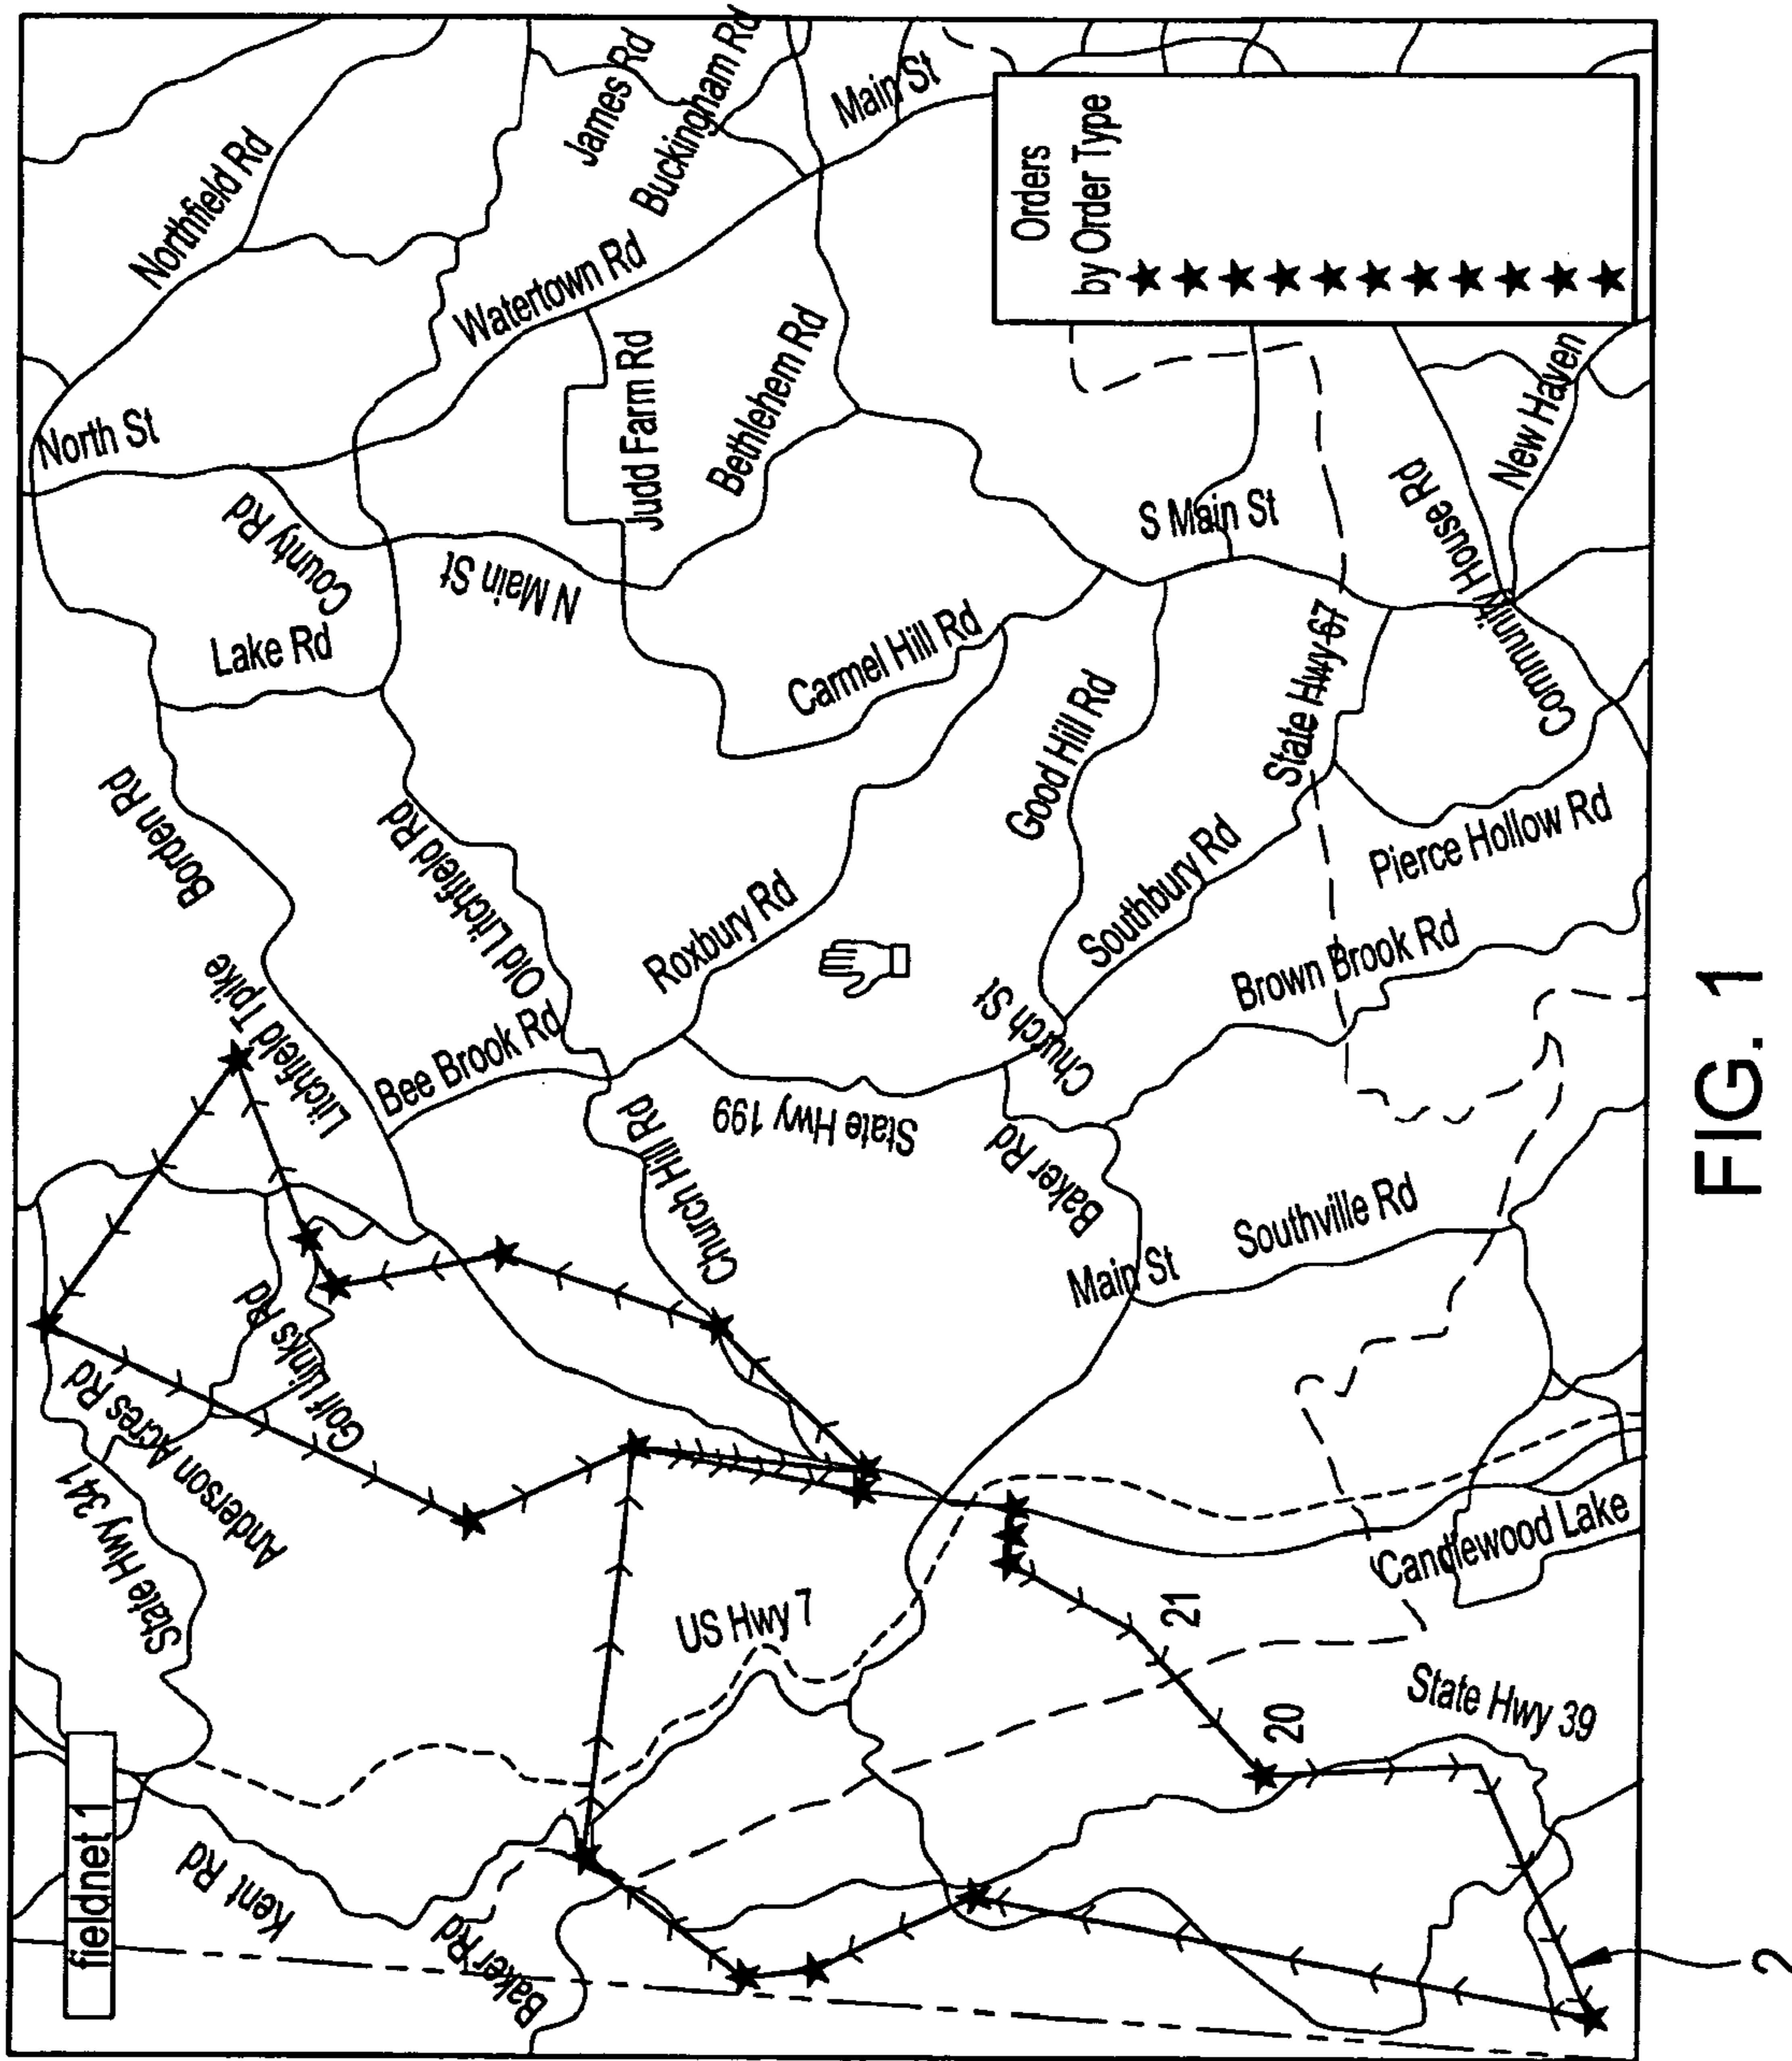 fieldnet 1
Kent Rd
Baker Rd
State Hwy 341
Anderson Acres Rd
Golf Links Rd
Litchfield Tpike
Borden Rd
Lake Rd
County Rd
North St
Northfield Rd
Bee Brook Rd
Old Litchfield Rd
N Main St
Watertown Rd
James Rd
Buckingham Rd
Main St
Judd Farm Rd
Bethlehem Rd
US Hwy 7
Church Hill Rd
State Hwy 199
Roxbury Rd
Carmel Hill Rd
Baker Rd
Church St
Good Hill Rd
S Main St
Main St
Southville Rd
Southbury Rd
State Hwy 67
Brown Brook Rd
Pierce Hollow Rd
Community House Rd
New Haven
21
20
Candlewood Lake
State Hwy 39
2
Orders
by Order Type
FIG. 1